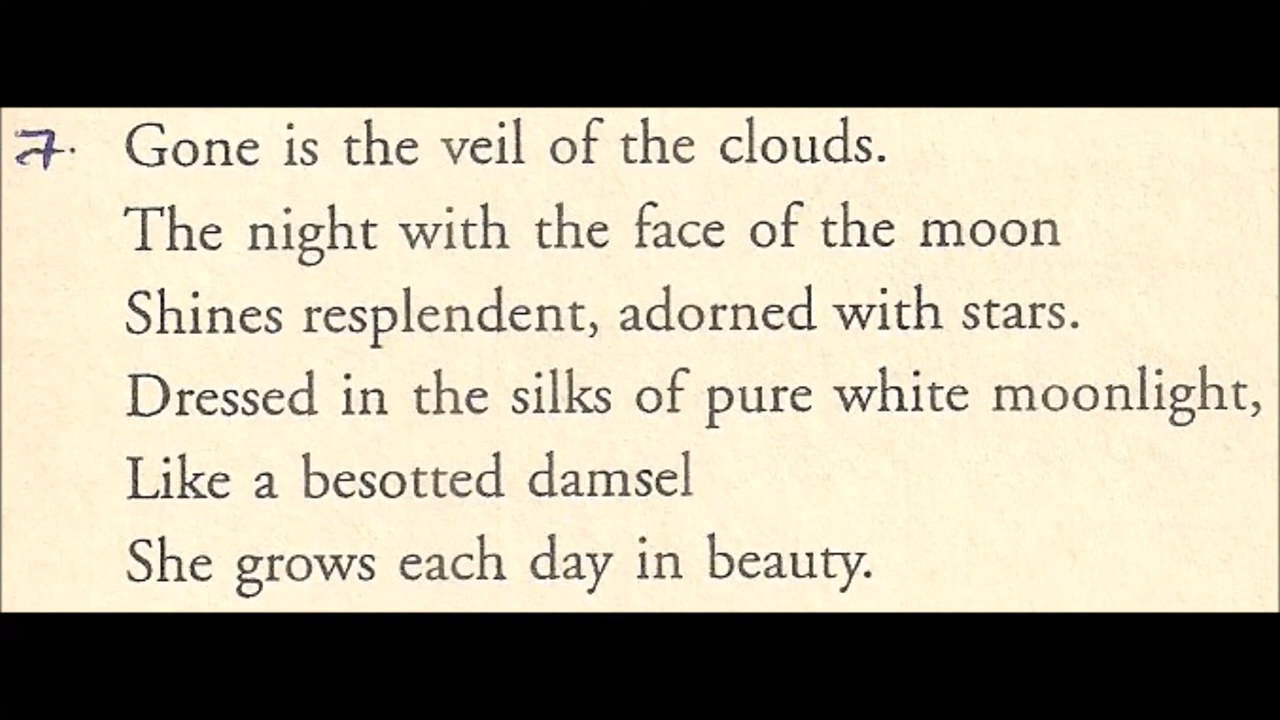 7. Gone is the veil of the clouds.
The night with the face of the moon
Shines resplendent, adorned with stars.
Dressed in the silks of pure white moonlight,
Like a besotted damsel
She grows each day in beauty.